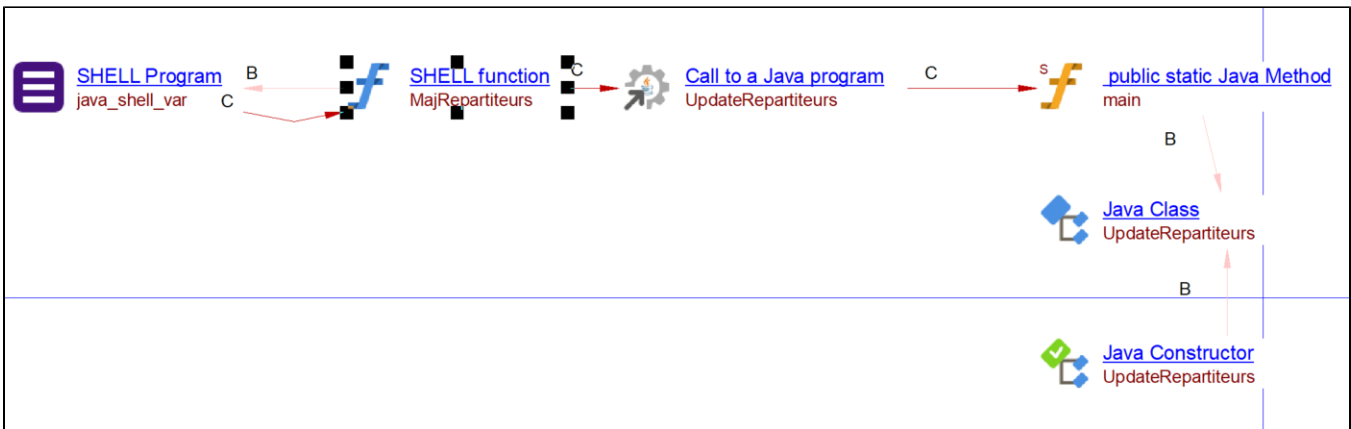 SHELL Program
java_shell_var
B
C
SHELL function
MajRepartiteurs
C
Call to a Java program
UpdateRepartiteurs
C
s
public static Java Method
main
B
Java Class
UpdateRepartiteurs
B
Java Constructor
UpdateRepartiteurs